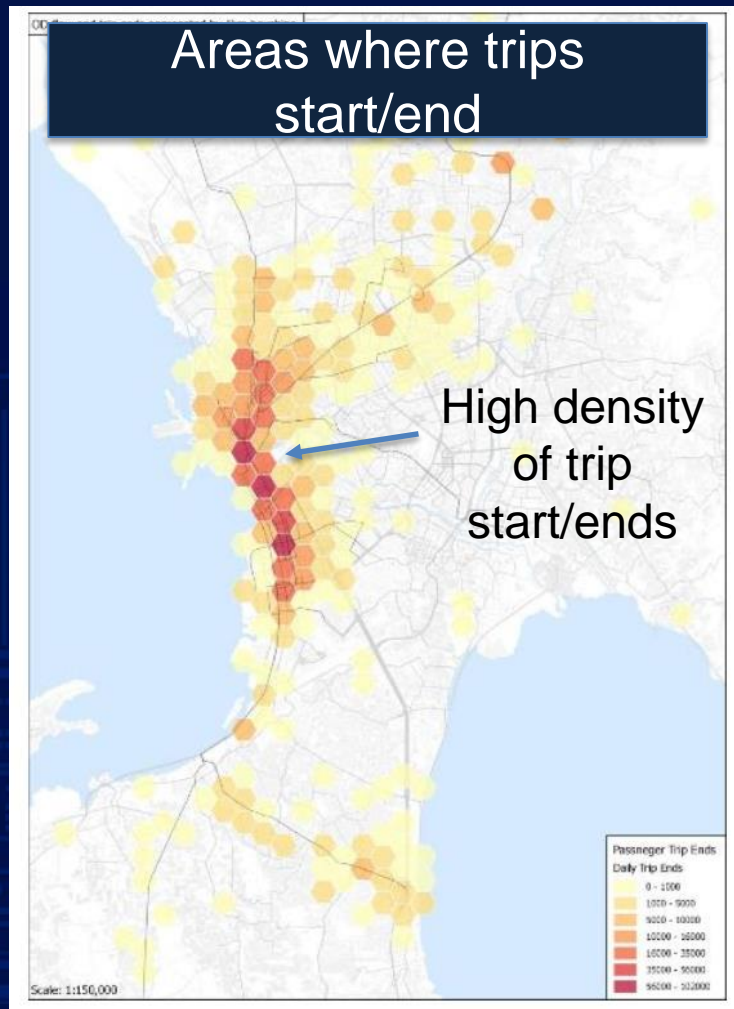 Areas where trips
start/end
High density
of trip
start/ends
Passneger Trip Ends
Daily Trip Ends
0 - 1000
1000 - 5000
5000 - 10000
10000 - 16000
16000 - 35000
35000 - 56000
56000 - 102000
Scale: 1:150,000